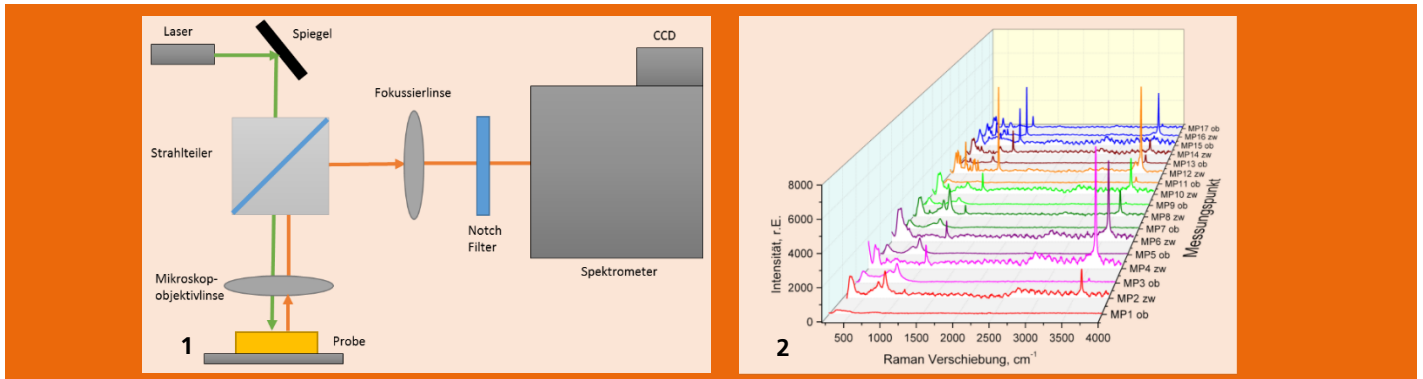 Laser
Spiegel
CCD
Fokussierlinse
Strahlteiler
Notch
Filter
Spektrometer
Mikroskop-
objektivlinse
Probe
1
8000
6000
4000
2000
0
Intensität, r.E.
500
1000
1500
2000
2500
3000
3500
4000
Raman Verschiebung, cm⁻¹
MP17 ob
MP16 zw
MP15 ob
MP14 zw
MP13 ob
MP12 zw
MP11 ob
MP10 zw
MP9 ob
MP8 zw
MP7 ob
MP6 zw
MP5 ob
MP4 zw
MP3 ob
MP2 zw
MP1 ob
Messungspunkt
2